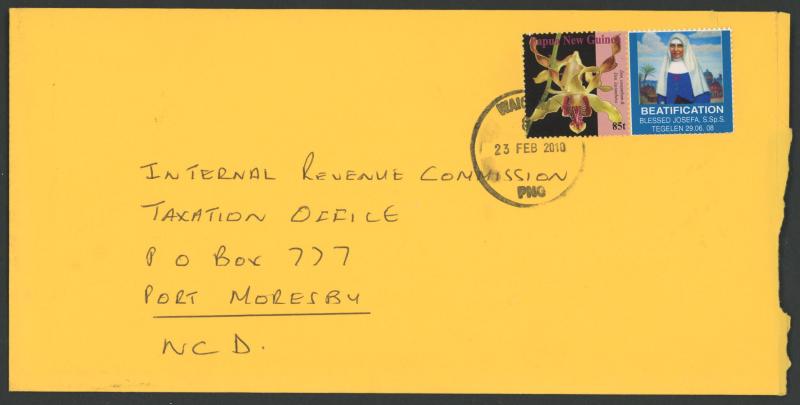 Papua New Guinea
85t
BEATIFICATION
BLESSED JOSEFA, S.Sp.S.
TEGELEN 29.06. 08
23 FEB 2010
PNG
INTERNAL REVENUE COMMISSION
TAXATION OFFICE
P O BOX 777
PORT MORESBY
NCD.